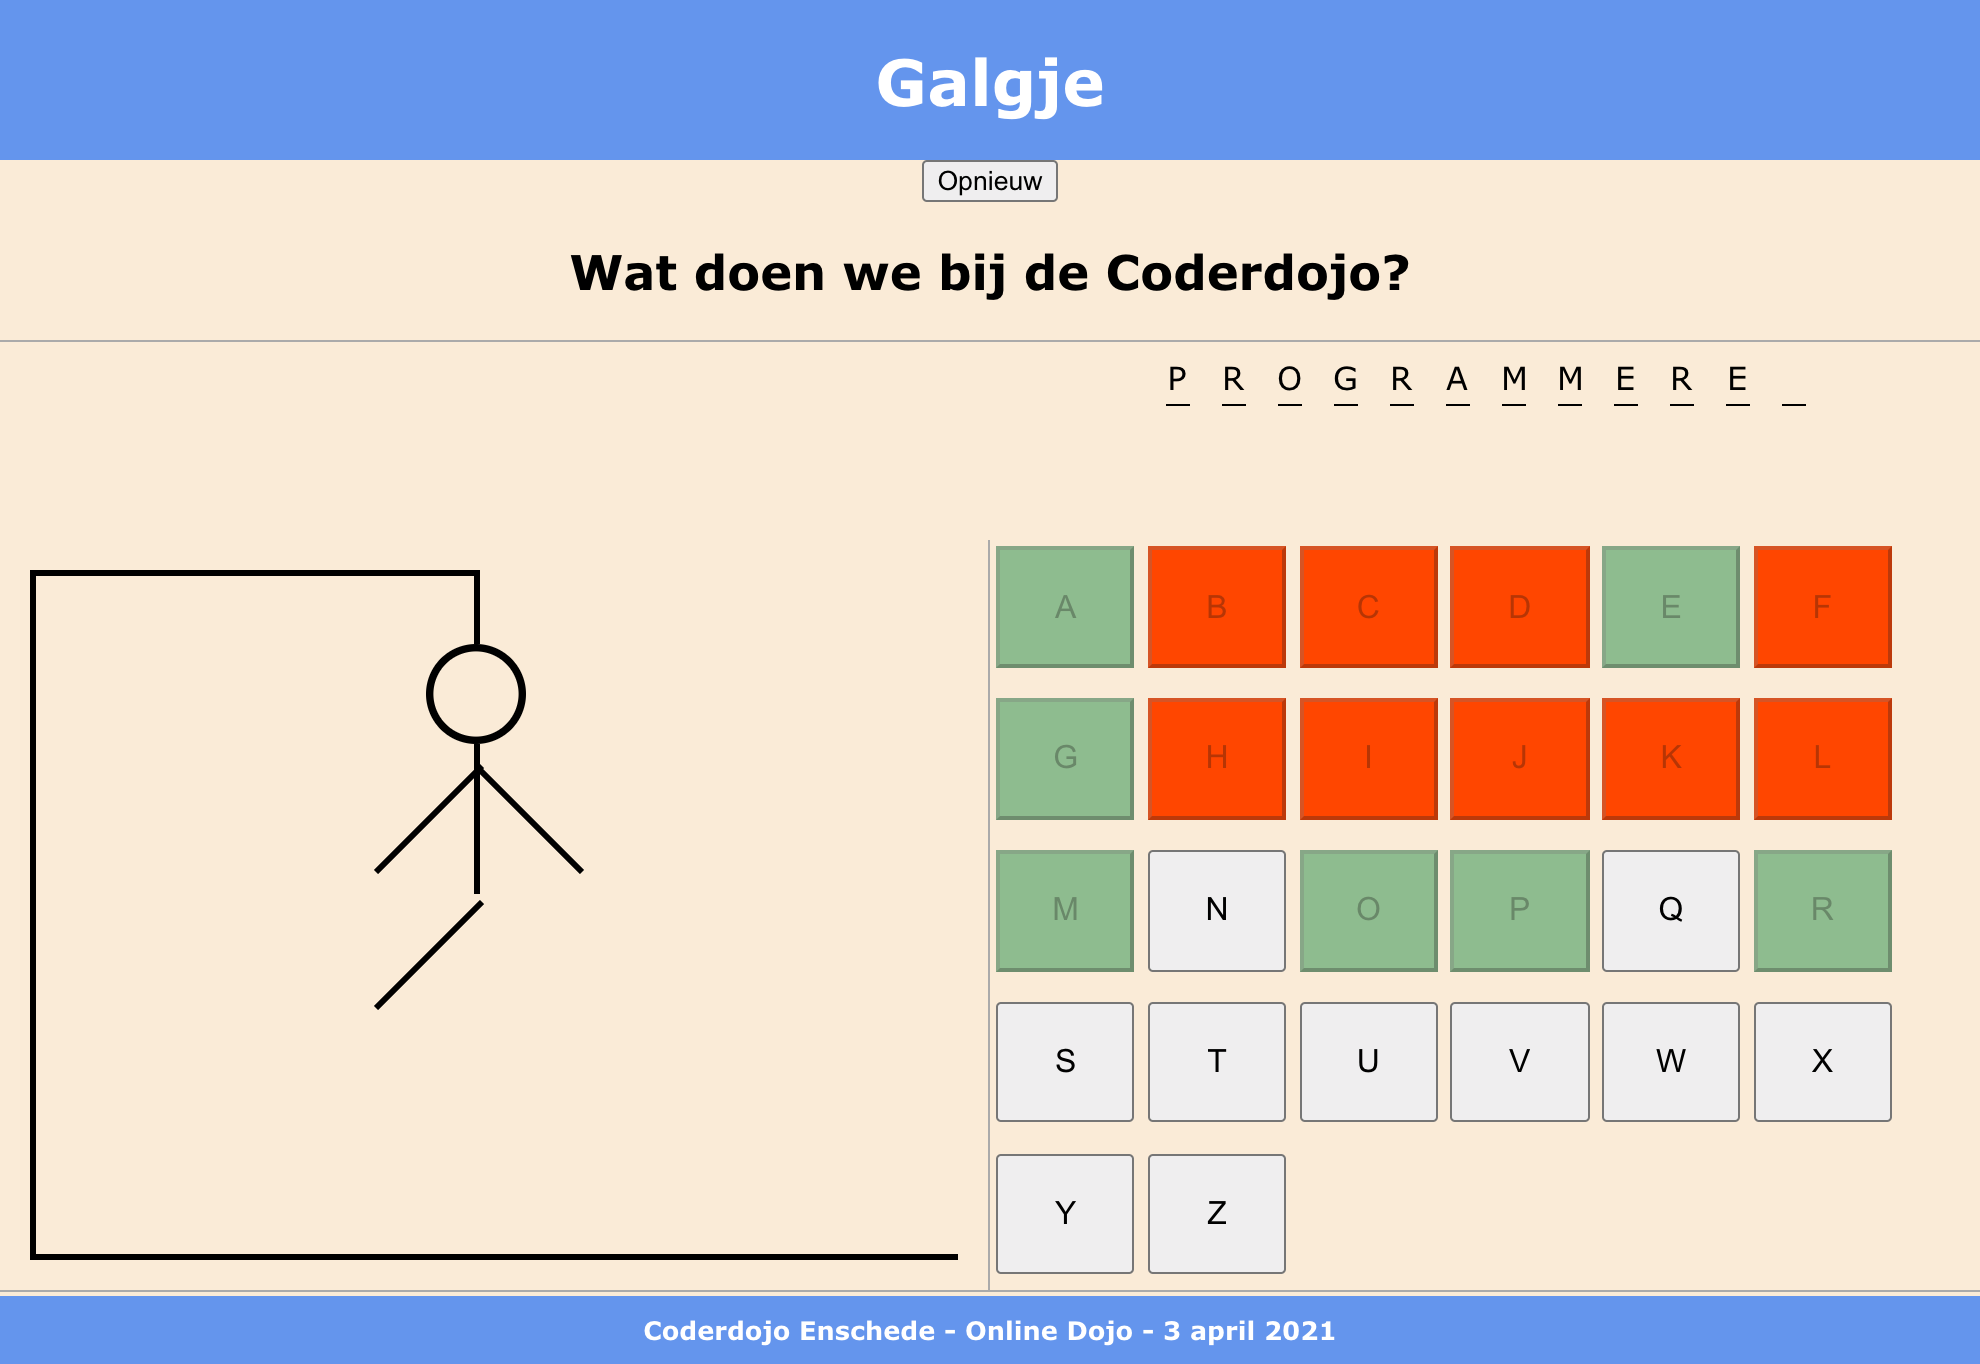 Galgje
Opnieuw
Wat doen we bij de Coderdojo?
P R O G R A M M E R E _
A B C D E F
G H I J K L
M N O P Q R
S T U V W X
Y Z
Coderdojo Enschede - Online Dojo - 3 april 2021